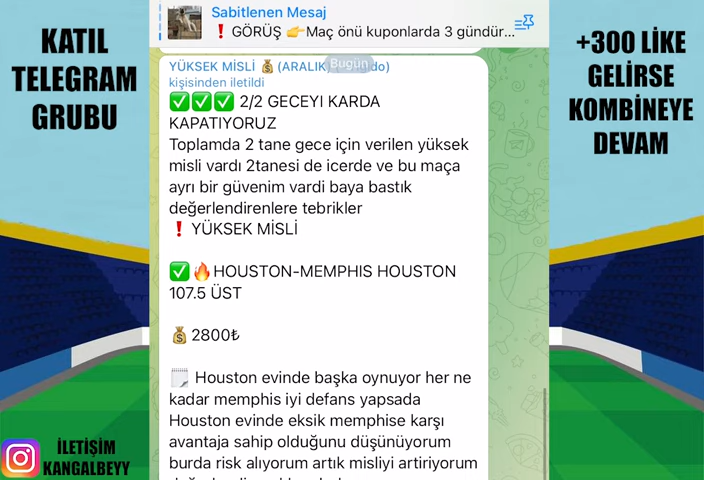 KATIL
TELEGRAM
GRUBU
Sabitlenen Mesaj
❗GÖRÜŞ 👉Maç önü kuponlarda 3 gündür...
+300 LİKE
GELİRSE
KOMBİNEYE
DEVAM
Bugün
YÜKSEK MİSLİ 💰 (ARALIK
kişisinden iletildi
✅✅✅ 2/2 GECEYI KARDA
KAPATIYORUZ
Toplamda 2 tane gece için verilen yüksek
misli vardı 2tanesi de icerde ve bu maça
ayrı bir güvenim vardi baya bastık
değerlendirenlere tebrikler
❗ YÜKSEK MİSLİ
✅🔥HOUSTON-MEMPHIS HOUSTON
107.5 ÜST
💰2800₺
🗒 Houston evinde başka oynuyor her ne
kadar memphis iyi defans yapsada
Houston evinde eksik memphise karşı
avantaja sahip olduğunu düşünüyorum
burda risk alıyorum artık misliyi artiriyorum
İLETİŞİM
KANGALBEYY